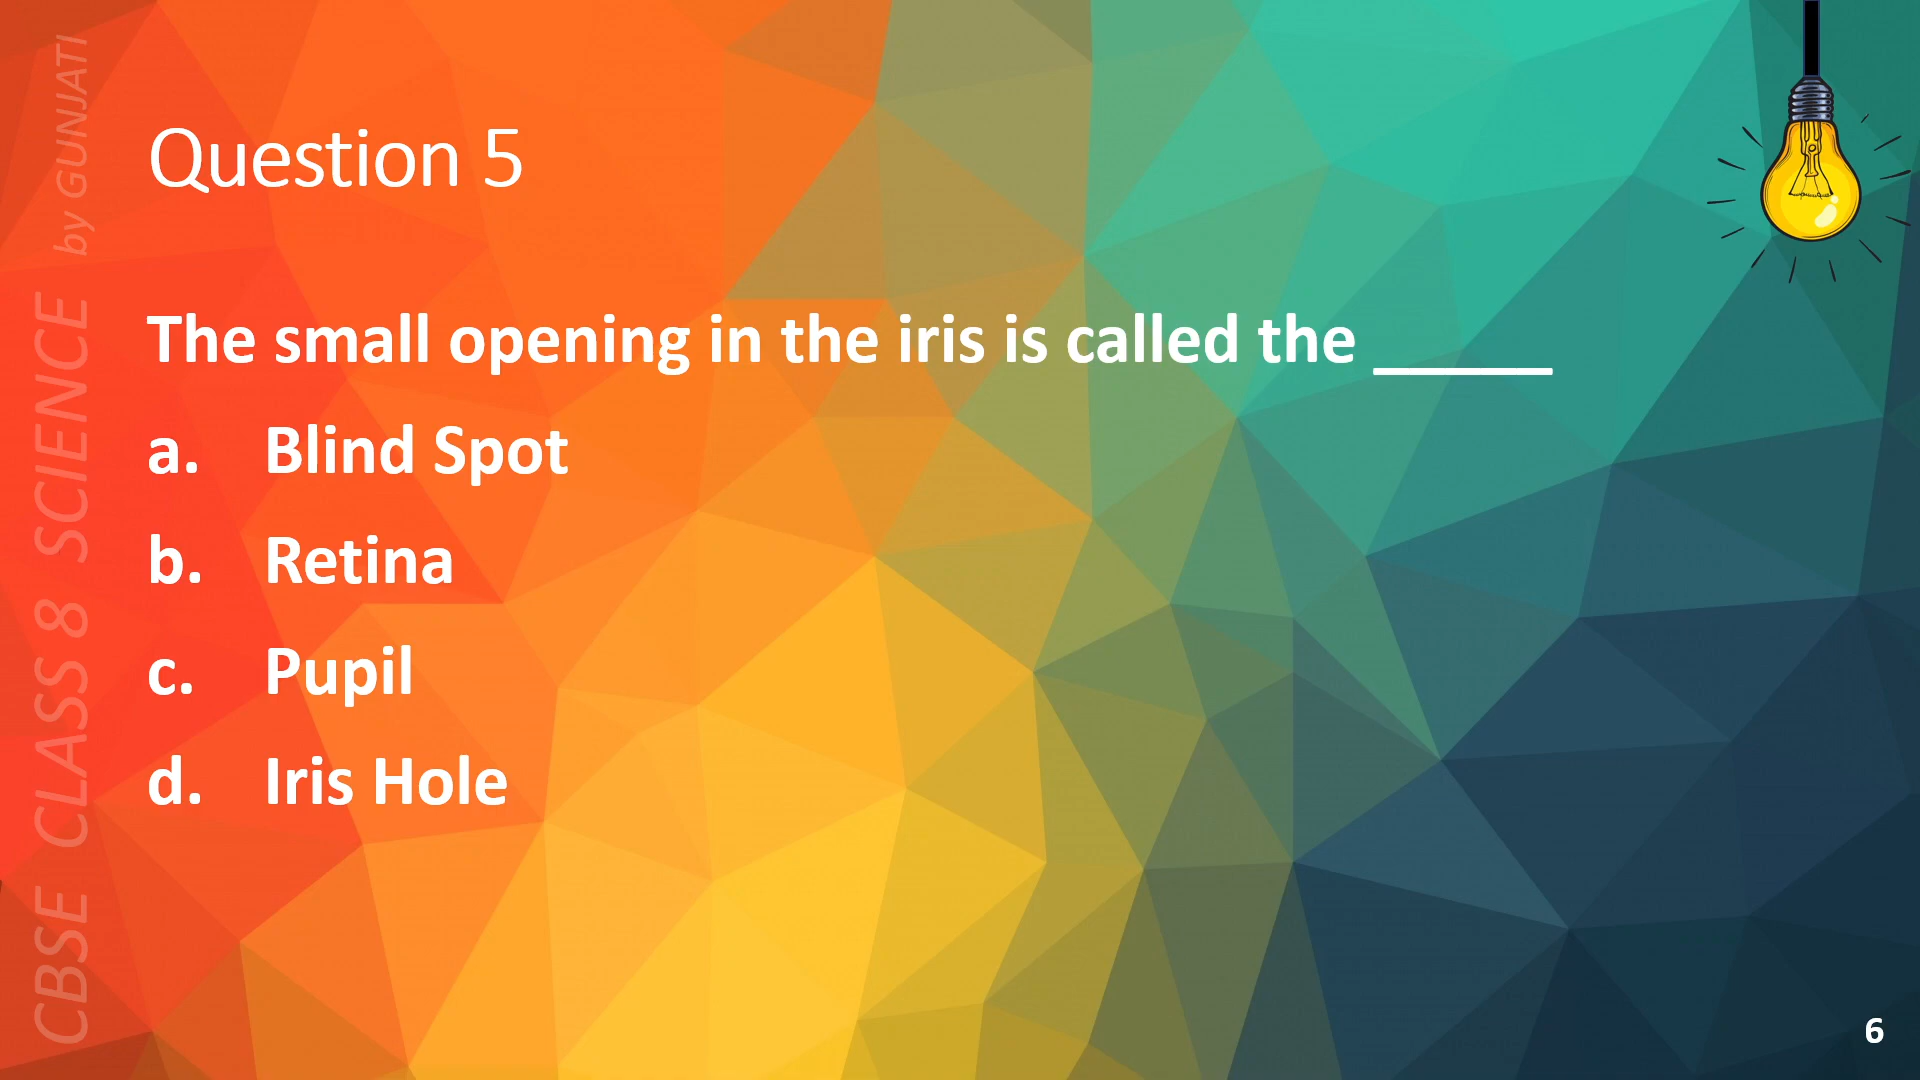 CBSE CLASS 8 SCIENCE by GUNJATI
Question 5
The small opening in the iris is called the ______
a. Blind Spot
b. Retina
c. Pupil
d. Iris Hole
6